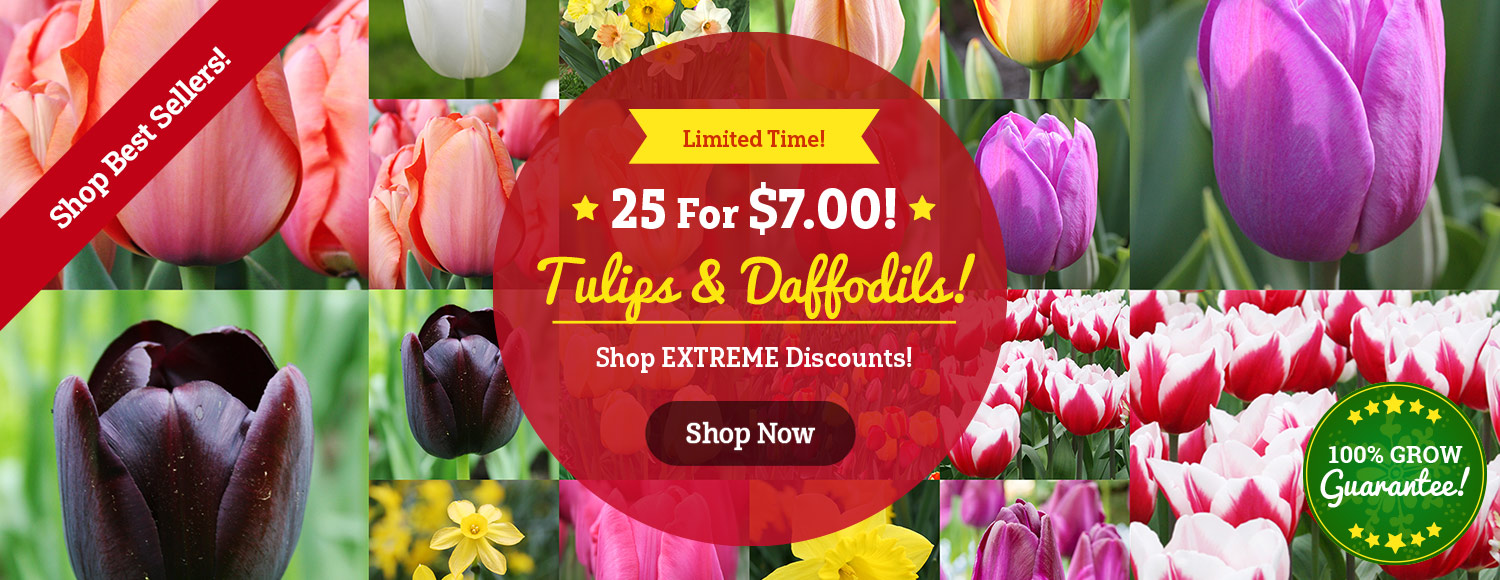 Shop Best Sellers!
Limited Time!
25 For $7.00!
Tulips & Daffodils!
Shop EXTREME Discounts!
Shop Now
100% GROW
Guarantee!